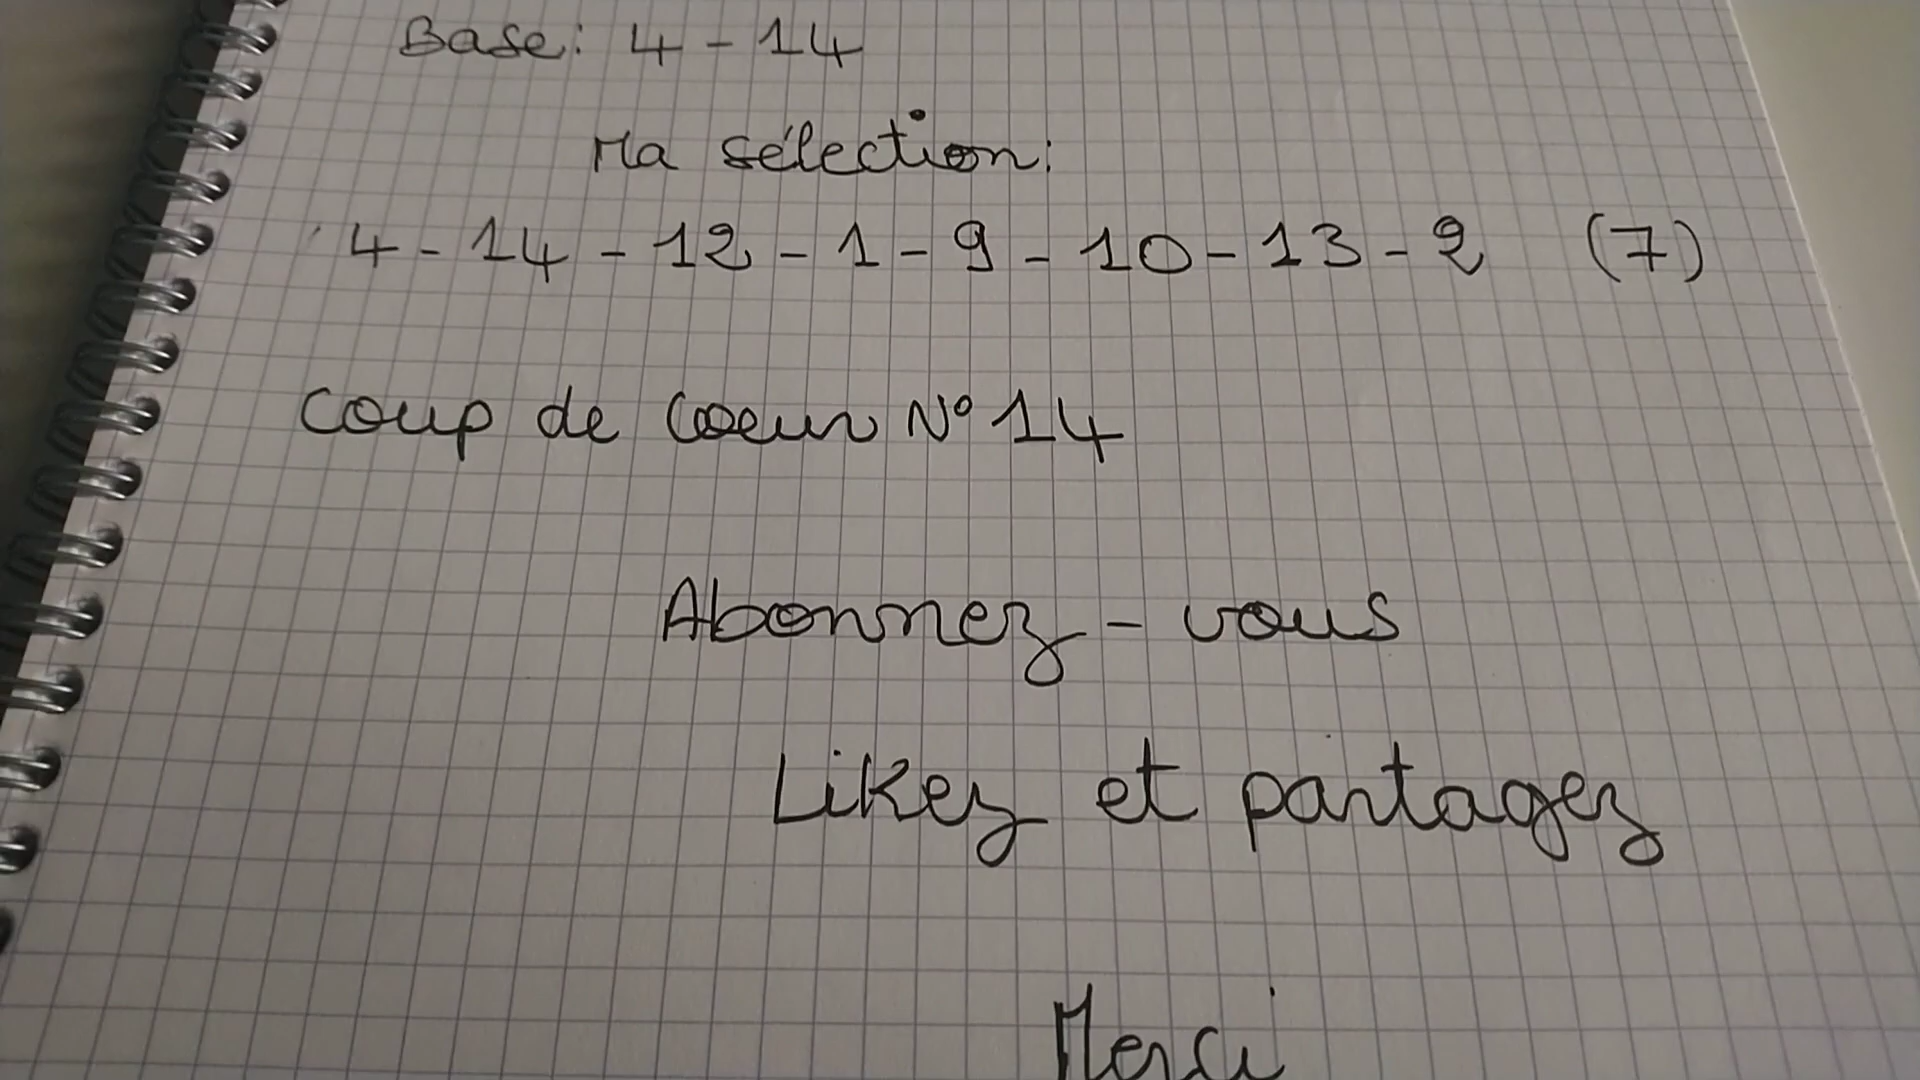 Base: 4 - 14
Ma sélection:
4 - 14 - 12 - 1 - 9 - 10 - 13 - 2 (7)
Coup de coeur N° 14
Abonnez - vous
Likez et partagez
Merci